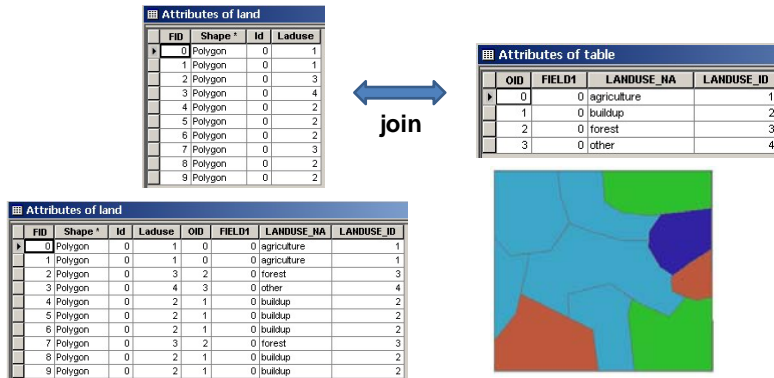 Attributes of land
FID Shape * Id Laduse
0 Polygon 0 1
1 Polygon 0 1
2 Polygon 0 3
3 Polygon 0 4
4 Polygon 0 2
5 Polygon 0 2
6 Polygon 0 2
7 Polygon 0 3
8 Polygon 0 2
9 Polygon 0 2
join
Attributes of table
OID FIELD1 LANDUSE_NA LANDUSE_ID
0 0 agriculture 1
1 0 buildup 2
2 0 forest 3
3 0 other 4
Attributes of land
FID Shape * Id Laduse OID FIELD1 LANDUSE_NA LANDUSE_ID
0 Polygon 0 1 0 0 agriculture 1
1 Polygon 0 1 0 0 agriculture 1
2 Polygon 0 3 2 0 forest 3
3 Polygon 0 4 3 0 other 4
4 Polygon 0 2 1 0 buildup 2
5 Polygon 0 2 1 0 buildup 2
6 Polygon 0 2 1 0 buildup 2
7 Polygon 0 3 2 0 forest 3
8 Polygon 0 2 1 0 buildup 2
9 Polygon 0 2 1 0 buildup 2